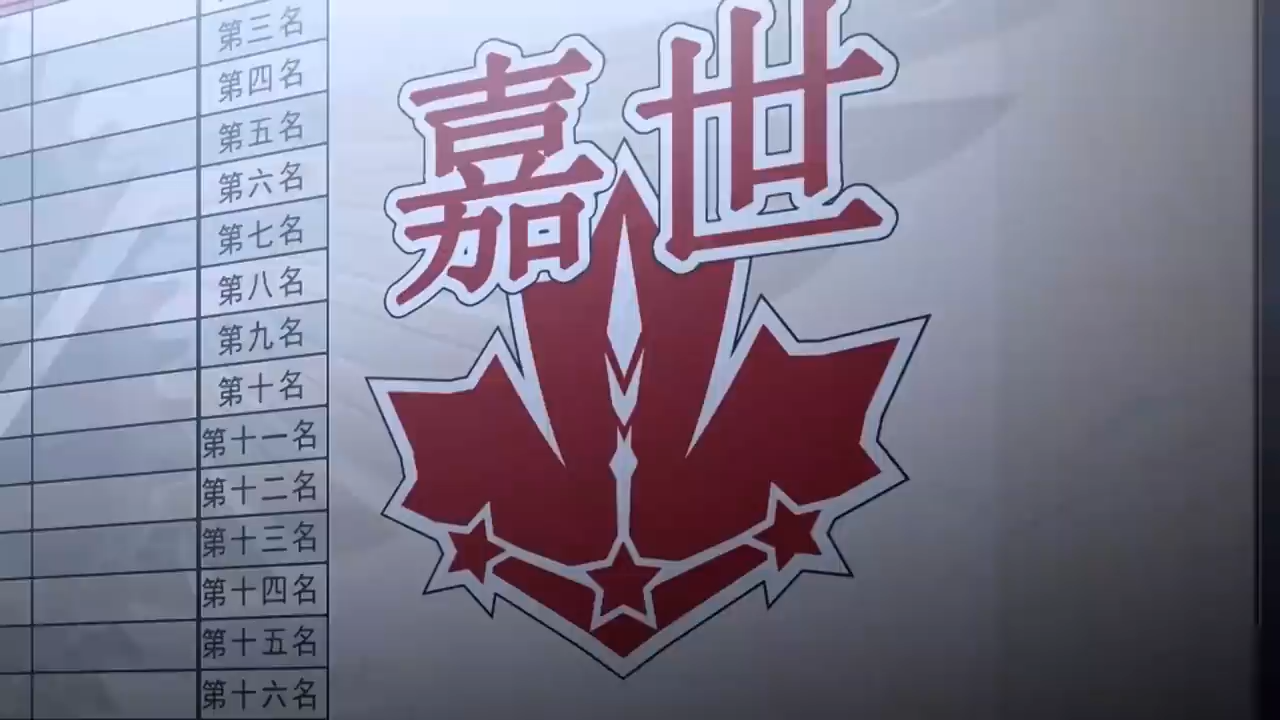 第三名
第四名
第五名
第六名
第七名
第八名
第九名
第十名
第十一名
第十二名
第十三名
第十四名
第十五名
第十六名
嘉世